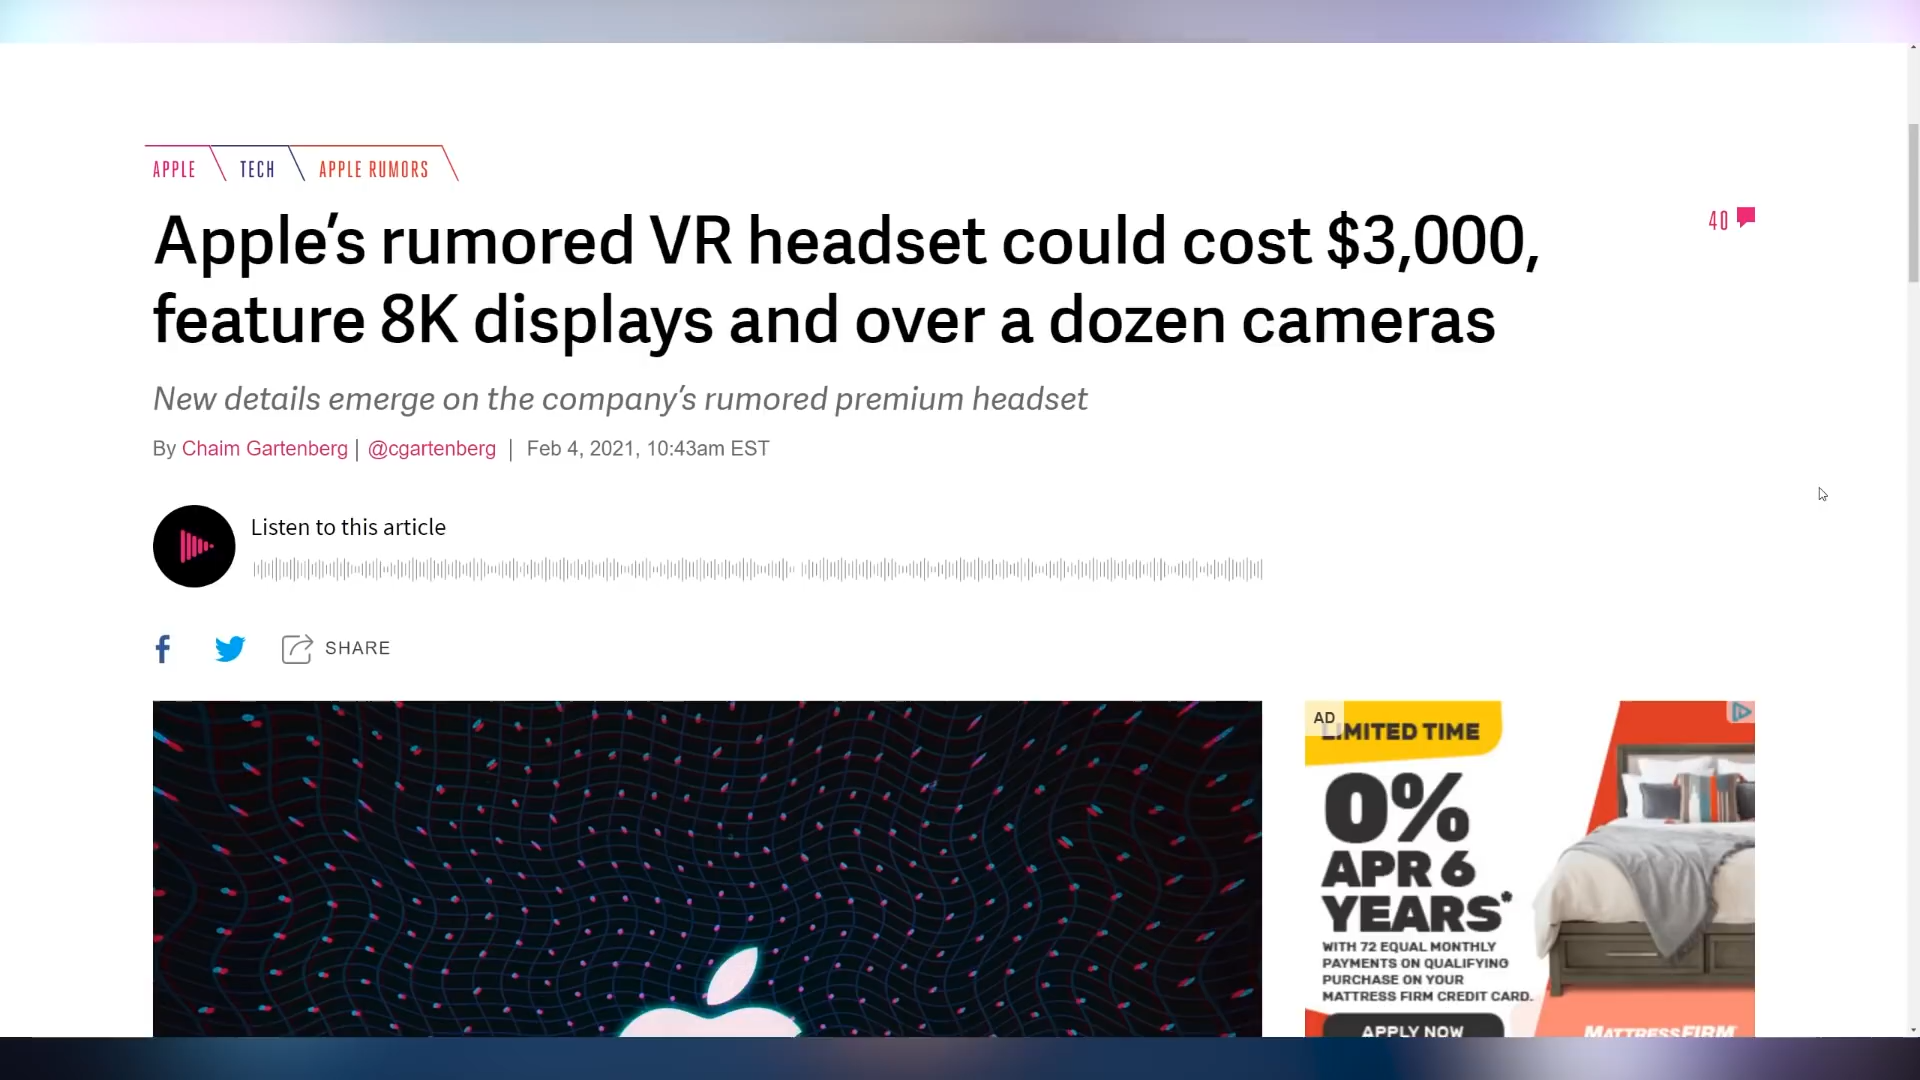 APPLE
TECH
APPLE RUMORS
Apple's rumored VR headset could cost $3,000,
feature 8K displays and over a dozen cameras
40
New details emerge on the company's rumored premium headset
By Chaim Gartenberg | @cgartenberg | Feb 4, 2021, 10:43am EST
Listen to this article
SHARE
AD
LIMITED TIME
0%
APR 6
YEARS*
WITH 72 EQUAL MONTHLY
PAYMENTS ON QUALIFYING
PURCHASE ON YOUR
MATTRESS FIRM CREDIT CARD.
APPLY NOW
MATTRESSFIRM